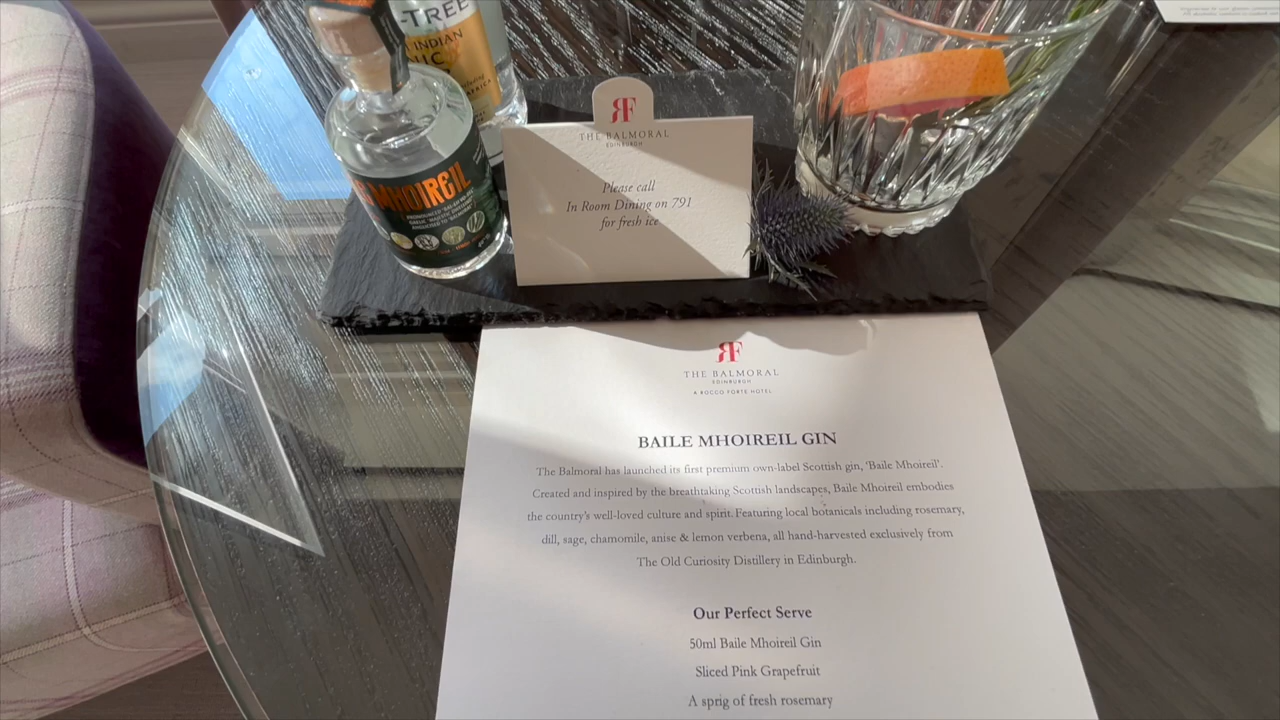 -TREE
INDIAN
MHOIREIL
RF
THE BALMORAL
EDINBURGH
Please call
In Room Dining on 791
for fresh ice
RF
THE BALMORAL
EDINBURGH
A ROCCO FORTE HOTEL
BAILE MHOIREIL GIN
The Balmoral has launched its first premium own-label Scottish gin, 'Baile Mhoireil'.
Created and inspired by the breathtaking Scottish landscapes, Baile Mhoireil embodies
the country's well-loved culture and spirit. Featuring local botanicals including rosemary,
dill, sage, chamomile, anise & lemon verbena, all hand-harvested exclusively from
The Old Curiosity Distillery in Edinburgh.
Our Perfect Serve
50ml Baile Mhoireil Gin
Sliced Pink Grapefruit
A sprig of fresh rosemary